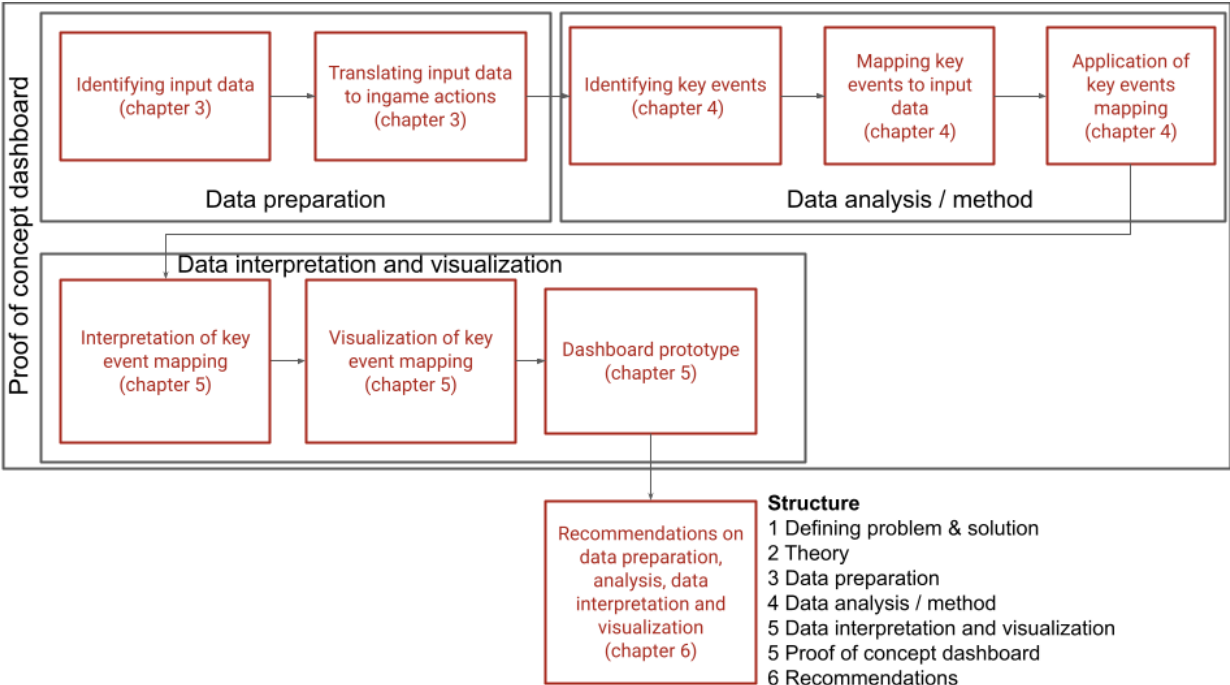 Proof of concept dashboard
Identifying input data
(chapter 3)
Translating input data
to ingame actions
(chapter 3)
Data preparation
Identifying key events
(chapter 4)
Mapping key
events to input
data
(chapter 4)
Application of
key events
mapping
(chapter 4)
Data analysis / method
Data interpretation and visualization
Interpretation of key
event mapping
(chapter 5)
Visualization of key
event mapping
(chapter 5)
Dashboard prototype
(chapter 5)
Recommendations on
data preparation,
analysis, data
interpretation and
visualization
(chapter 6)
Structure
1 Defining problem & solution
2 Theory
3 Data preparation
4 Data analysis / method
5 Data interpretation and visualization
5 Proof of concept dashboard
6 Recommendations